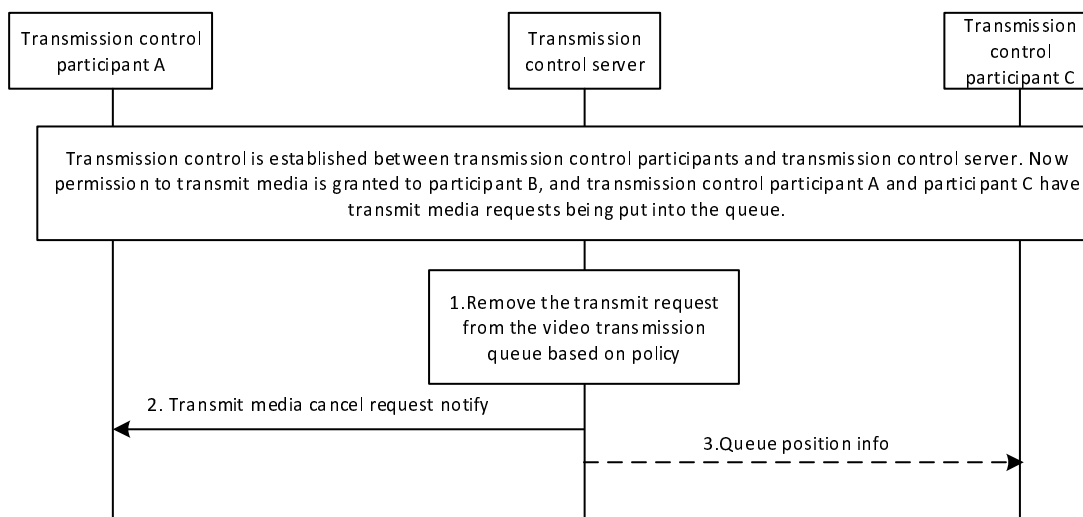 Transmission control
participant A
Transmission
control server
Transmission
control
participant C
Transmission control is established between transmission control participants and transmission control server. Now
permission to transmit media is granted to participant B, and transmission control participant A and participant C have
transmit media requests being put into the queue.
1.Remove the transmit request
from the video transmission
queue based on policy
2. Transmit media cancel request notify
3.Queue position info